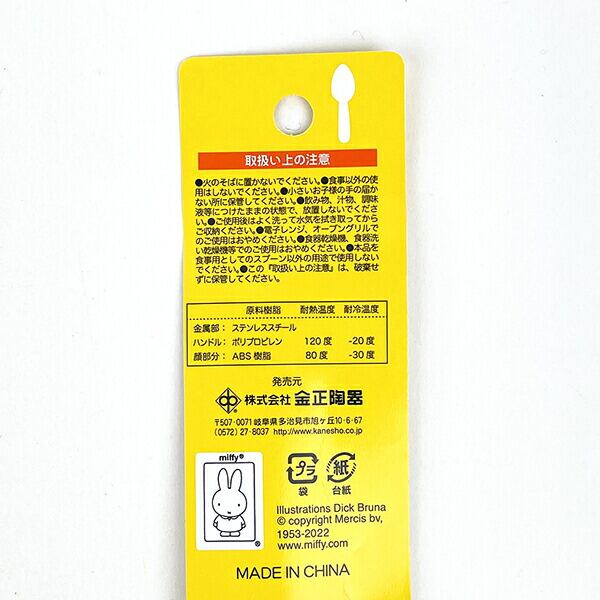 取扱い上の注意
●火のそばに置かないでください。●食事以外の使
用はしないでください。●小さいお子様の手の届か
ない所に保管してください。●飲み物、汁物、調味
液等につけたままの状態で、放置しないでください。
●ご使用後はよく洗って水気を拭き取ってから
ご収納ください。●電子レンジ、オーブングリルで
のご使用はおやめください。●食器乾燥機、食器洗
い乾燥機等でのご使用はおやめください。●本品を
食事用としてのスプーン以外の用途で使用しない
でください。●この『取扱い上の注意』は、破棄せ
ずに保管してください。
原料樹脂 耐熱温度 耐冷温度
金属部： ステンレススチール
ハンドル： ポリプロピレン 120度 -20度
顔部分： ABS樹脂 80度 -30度
発売元
株式会社 金正陶器
〒507-0071岐阜県多治見市旭ヶ丘10-6-67
(0572) 27-8037 http://www.kanesho.co.jp
miffy®
®
プラ
袋
紙
台紙
Illustrations Dick Bruna
© copyright Mercis bv,
1953-2022
www.miffy.com
MADE IN CHINA